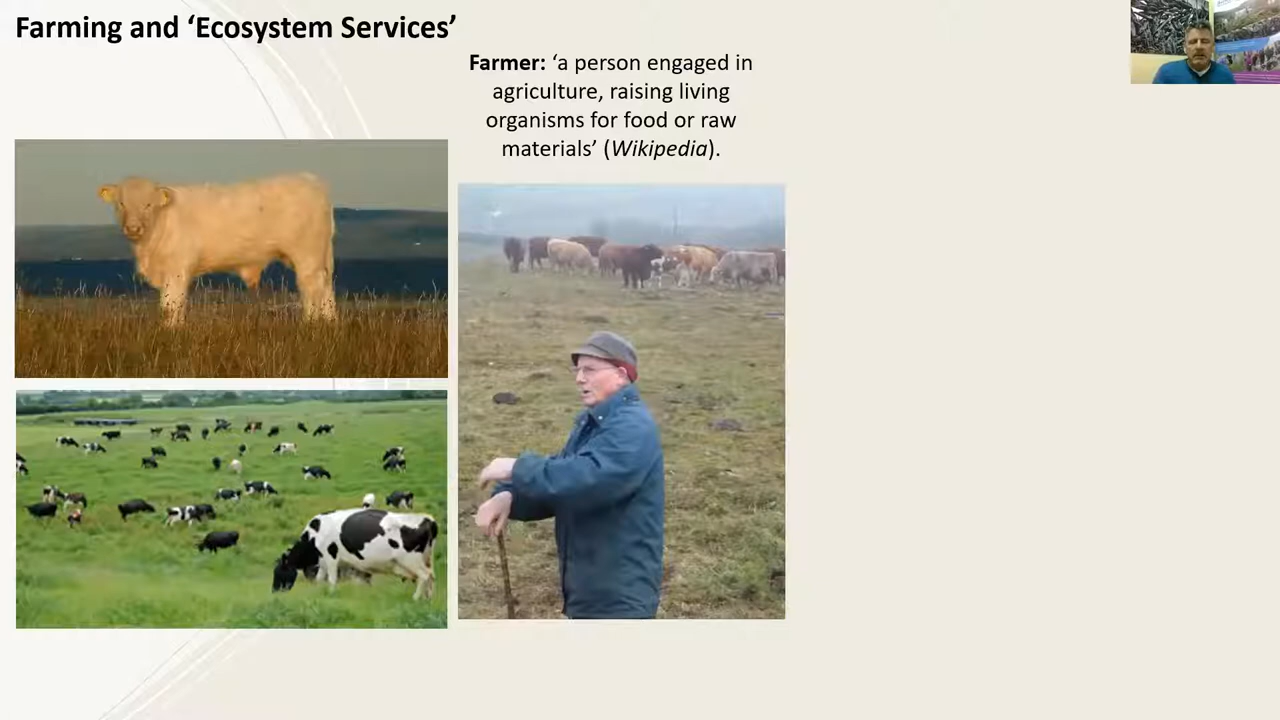 Farming and ‘Ecosystem Services’
Farmer: ‘a person engaged in
agriculture, raising living
organisms for food or raw
materials’ (Wikipedia).